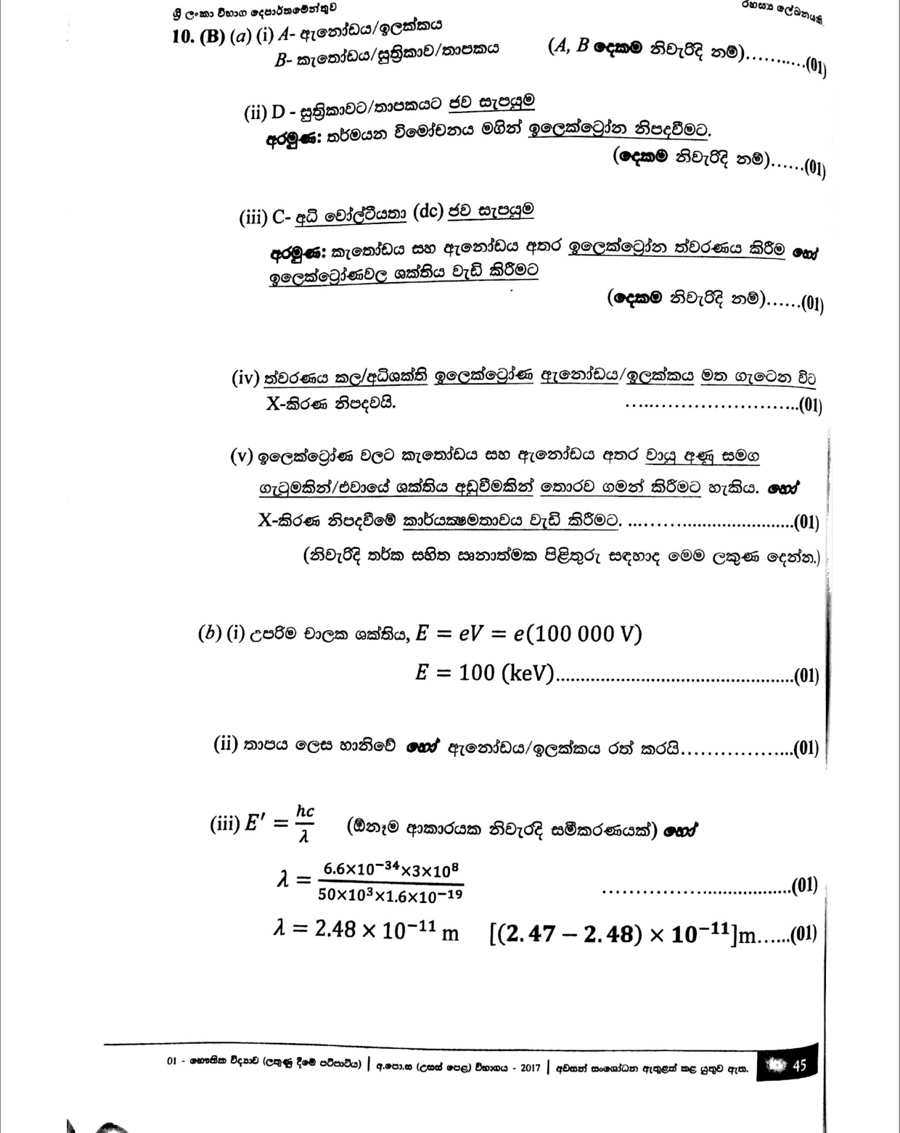 ශ්‍රී ලංකා විභාග දෙපාර්තමේන්තුව
රහස්‍ය ලේඛනයකි
10. (B) (a) (i) A- ඇනෝඩය/ඉලක්කය
B- කැතෝඩය/සුත්‍රිකාව/තාපකය (A, B දෙකම නිවැරිදි නම්)...........(01)
(ii) D - සුත්‍රිකාවට/තාපකයට ජව සැපයුම
අරමුණ: තර්මයන විමෝචනය මගින් ඉලෙක්ට්‍රෝන නිපදවීමට.
(දෙකම නිවැරිදි නම්)......(01)
(iii) C- අධි වෝල්ටීයතා (dc) ජව සැපයුම
අරමුණ: කැතෝඩය සහ ඇනෝඩය අතර ඉලෙක්ට්‍රෝන ත්වරණය කිරීම හෝ
ඉලෙක්ට්‍රෝණවල ශක්තිය වැඩි කිරීමට
(දෙකම නිවැරිදි නම්)......(01)
(iv) ත්වරණය කල/අධිශක්ති ඉලෙක්ට්‍රෝණ ඇනෝඩය/ඉලක්කය මත ගැටෙන විට
X-කිරණ නිපදවයි. ............................(01)
(v) ඉලෙක්ට්‍රෝණ වලට කැතෝඩය සහ ඇනෝඩය අතර වායු අණු සමග
ගැටුමකින්/එවායේ ශක්තිය අඩුවීමකින් තොරව ගමන් කිරීමට හැකිය. හෝ
X-කිරණ නිපදවීමේ කාර්යක්ෂමතාවය වැඩි කිරීමට. ................................(01)
(නිවැරිදි තර්ක සහිත ඍනාත්මක පිළිතුරු සඳහාද මෙම ලකුණ දෙන්න.)
(b) (i) උපරිම චාලක ශක්තිය, E = eV = e(100 000 V)
E = 100 (keV)................................................(01)
(ii) තාපය ලෙස හානිවේ හෝ ඇනෝඩය/ඉලක්කය රත් කරයි...................(01)
(iii) E′ = hc/λ (ඕනෑම ආකාරයක නිවැරදි සමීකරණයක්) හෝ
λ = 6.6×10⁻³⁴×3×10⁸ / 50×10³×1.6×10⁻¹⁹ ..................................(01)
λ = 2.48 × 10⁻¹¹ m [(2.47 − 2.48) × 10⁻¹¹]m......(01)
01 - භෞතික විද්‍යාව (ලකුණු දීමේ පටිපාටිය) | අ.පො.ස (උසස් පෙළ) විභාගය - 2017 | අවසන් සංශෝධන ඇතුළත් කළ යුතුව ඇත. 45